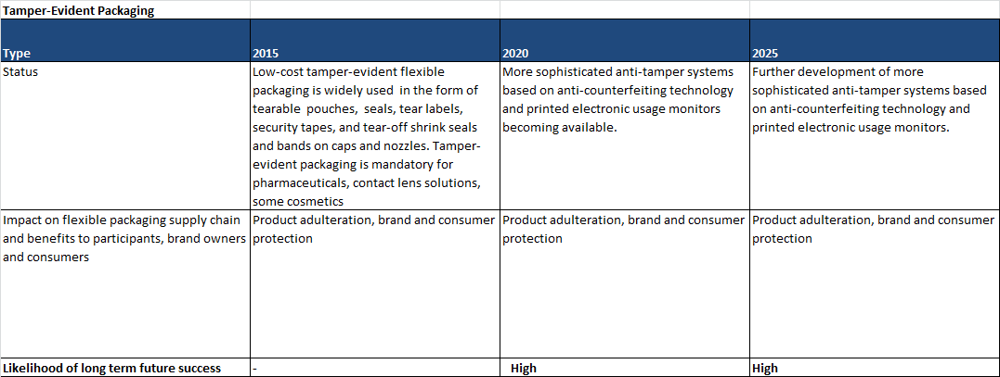 Tamper-Evident Packaging
Type 2015 2020 2025
Status
Low-cost tamper-evident flexible
packaging is widely used  in the form of
tearable  pouches,  seals, tear labels,
security tapes, and tear-off shrink seals
and bands on caps and nozzles. Tamper-
evident packaging is mandatory for
pharmaceuticals, contact lens solutions,
some cosmetics
More sophisticated anti-tamper systems
based on anti-counterfeiting technology
and printed electronic usage monitors
becoming available.
Further development of more
sophisticated anti-tamper systems based
on anti-counterfeiting technology and
printed electronic usage monitors.
Impact on flexible packaging supply chain
and benefits to participants, brand owners
and consumers
Product adulteration, brand and consumer
protection
Product adulteration, brand and consumer
protection
Product adulteration, brand and consumer
protection
Likelihood of long term future success - High High